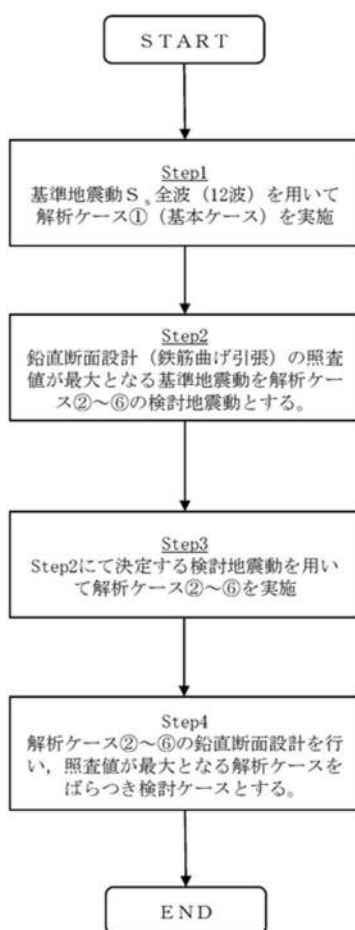 START
Step1
基準地震動Ｓs全波（12波）を用いて
解析ケース①（基本ケース）を実施
Step2
鉛直断面設計（鉄筋曲げ引張）の照査
値が最大となる基準地震動を解析ケー
ス②～⑥の検討地震動とする。
Step3
Step2にて決定する検討地震動を用い
て解析ケース②～⑥を実施
Step4
解析ケース②～⑥の鉛直断面設計を行
い，照査値が最大となる解析ケースを
ばらつき検討ケースとする。
END